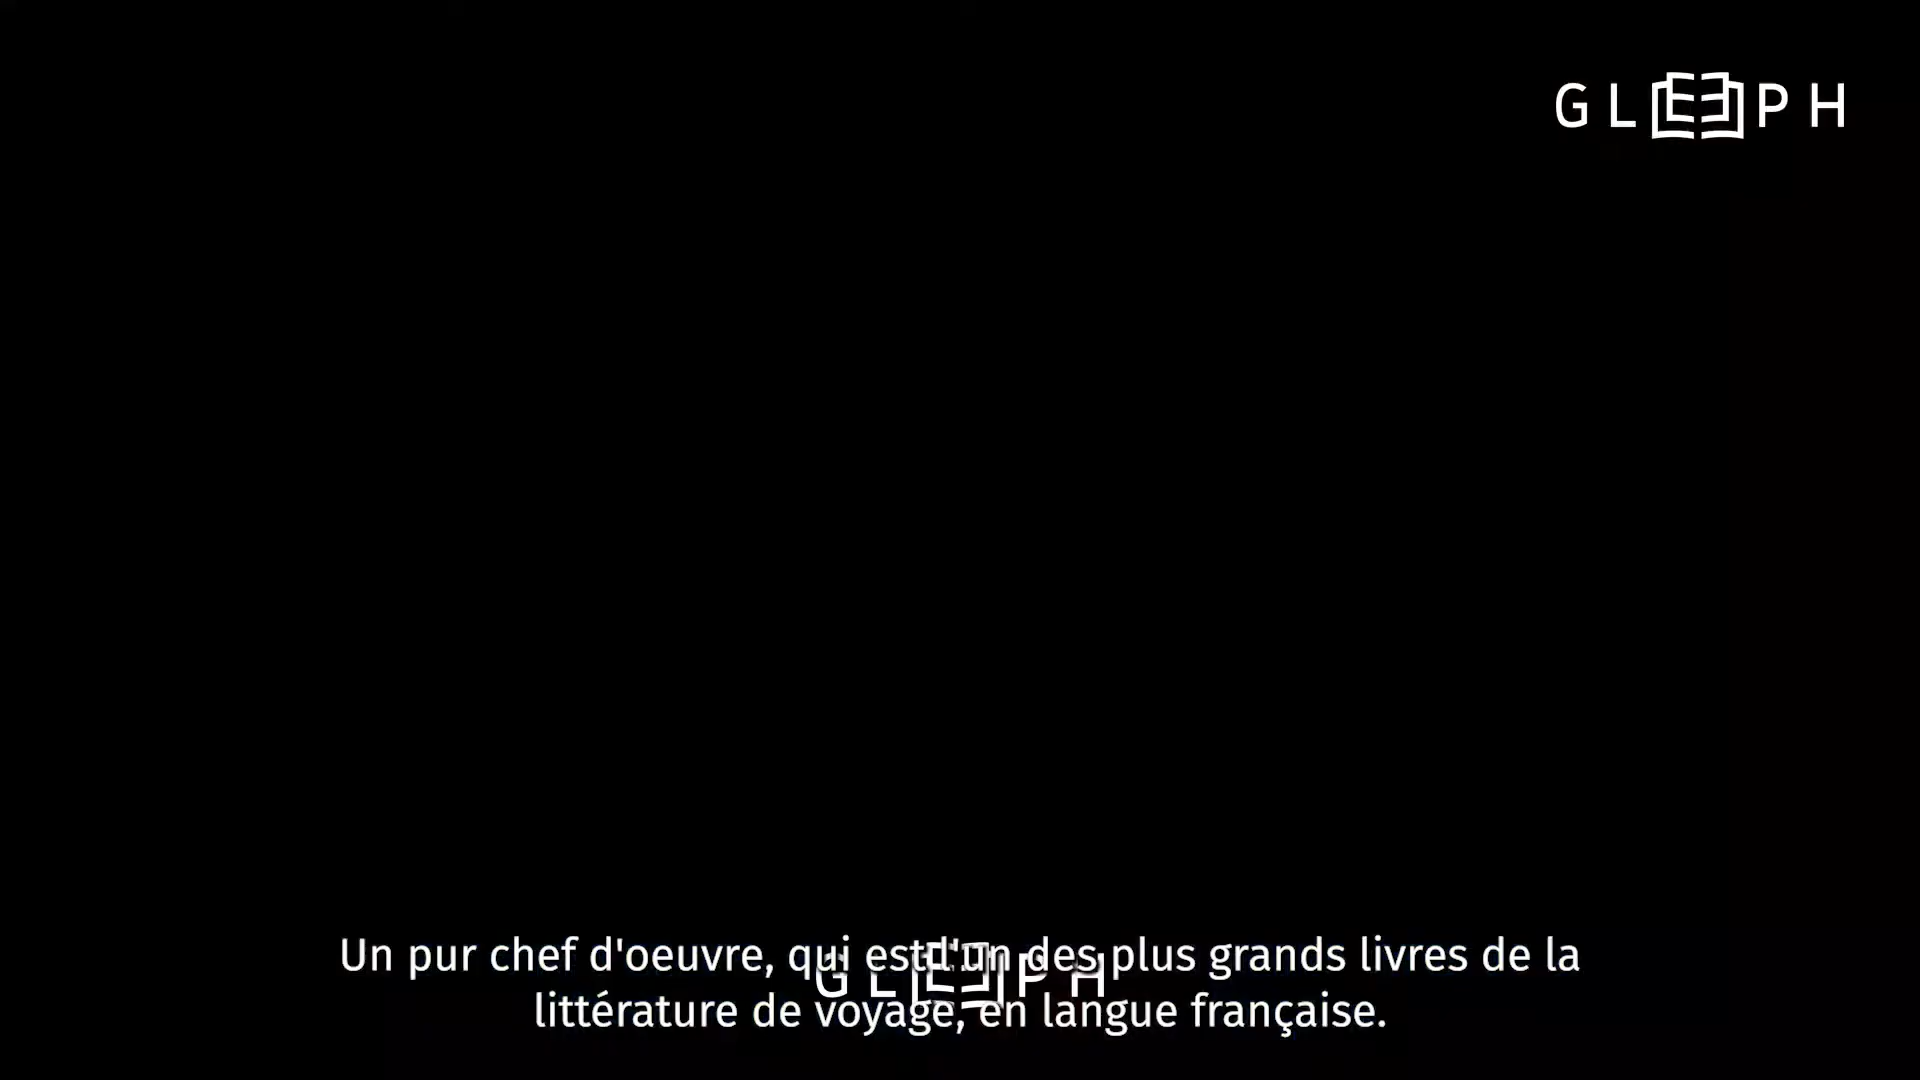 GLEEPH
Un pur chef d'oeuvre, qui est l'un des plus grands livres de la
littérature de voyage, en langue française.
GLEEPH